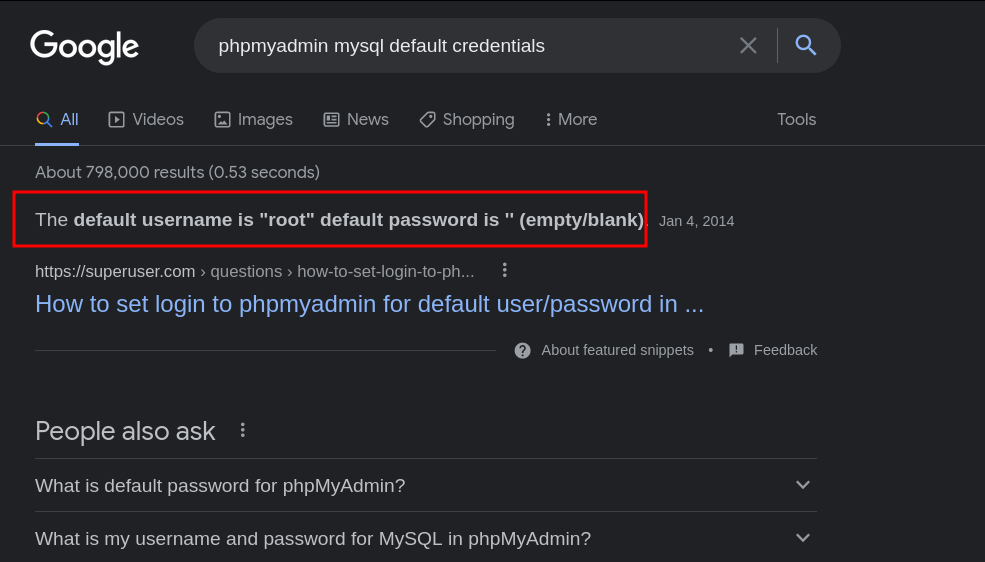 Google
phpmyadmin mysql default credentials
All Videos Images News Shopping More Tools
About 798,000 results (0.53 seconds)
The default username is "root" default password is '' (empty/blank). Jan 4, 2014
https://superuser.com › questions › how-to-set-login-to-ph...
How to set login to phpmyadmin for default user/password in ...
About featured snippets • Feedback
People also ask
What is default password for phpMyAdmin?
What is my username and password for MySQL in phpMyAdmin?